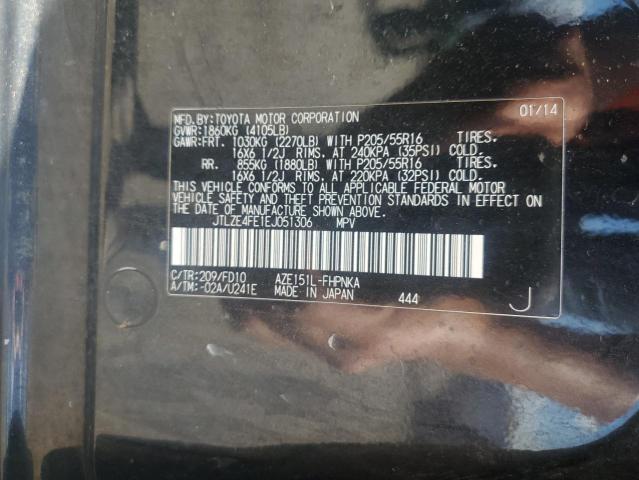 MFD. BY: TOYOTA MOTOR CORPORATION 01/14
GVWR: 1860KG (4105LB)
GAWR: FRT. 1030KG (2270LB) WITH P205/55R16 TIRES.
16X6 1/2J RIMS. AT 240KPA (35PSI) COLD.
RR. 855KG (1880LB) WITH P205/55R16 TIRES.
16X6 1/2J RIMS. AT 220KPA (32PSI) COLD.
THIS VEHICLE CONFORMS TO ALL APPLICABLE FEDERAL MOTOR
VEHICLE SAFETY AND THEFT PREVENTION STANDARDS IN EFFECT ON
THE DATE OF MANUFACTURE SHOWN ABOVE.
JTLZE4FE1EJ051306 MPV
C/TR: 209/FD10 AZE151L-FHPNKA
A/TM: -02A/U241E MADE IN JAPAN 444 J